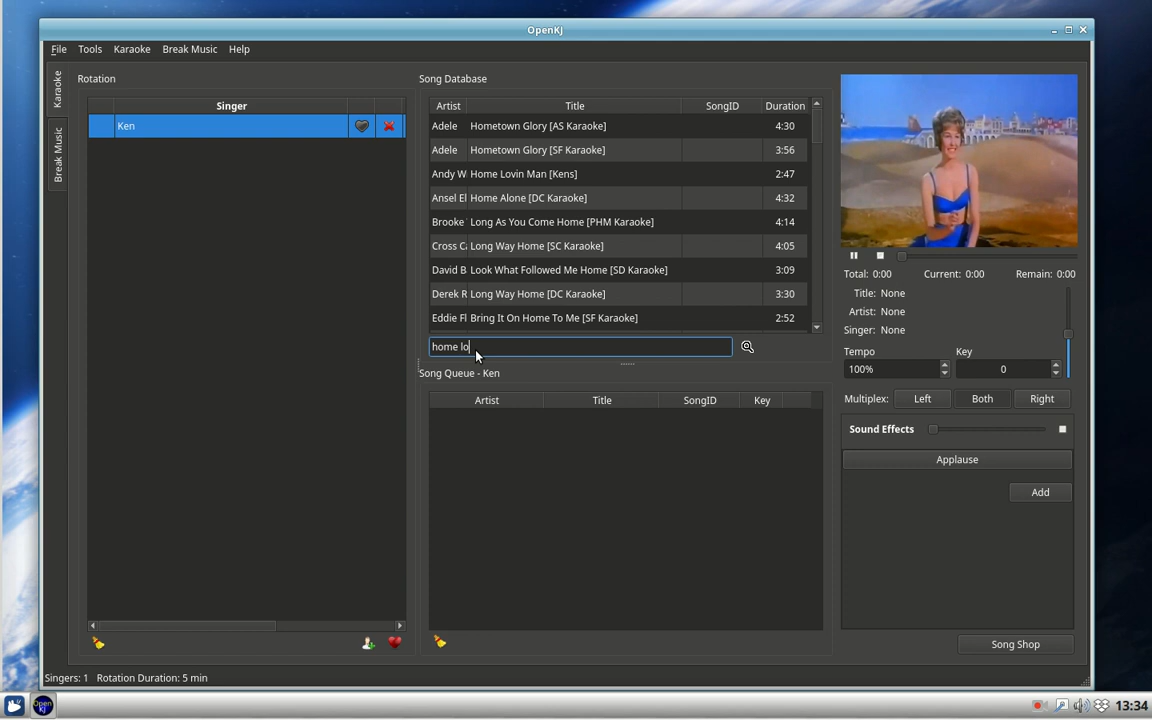 OpenKJ
File Tools Karaoke Break Music Help
Karaoke
Break Music
Rotation
Singer
Ken
Song Database
Artist Title SongID Duration
Adele Hometown Glory [AS Karaoke] 4:30
Adele Hometown Glory [SF Karaoke] 3:56
Andy W Home Lovin Man [Kens] 2:47
Ansel El Home Alone [DC Karaoke] 4:32
Brooke Long As You Come Home [PHM Karaoke] 4:14
Cross Ca Long Way Home [SC Karaoke] 4:05
David B Look What Followed Me Home [SD Karaoke] 3:09
Derek R Long Way Home [DC Karaoke] 3:30
Eddie Fl Bring It On Home To Me [SF Karaoke] 2:52
home lo
Song Queue - Ken
Artist Title SongID Key
Total: 0:00 Current: 0:00 Remain: 0:00
Title: None
Artist: None
Singer: None
Tempo Key
100% 0
Multiplex: Left Both Right
Sound Effects
Applause
Add
Song Shop
Singers: 1 Rotation Duration: 5 min
Open KJ
13:34